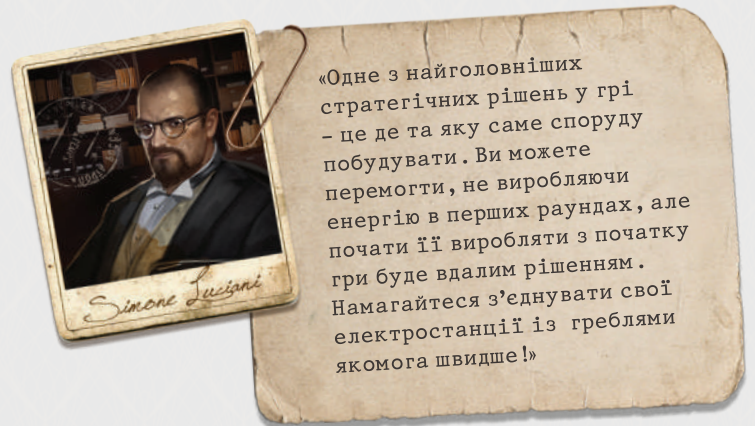 Simone Luciani
«Одне з найголовніших
стратегічних рішень у грі
– це де та яку саме споруду
побудувати. Ви можете
перемогти, не виробляючи
енергію в перших раундах, але
почати її виробляти з початку
гри буде вдалим рішенням.
Намагайтеся з’єднувати свої
електростанції із греблями
якомога швидше!»